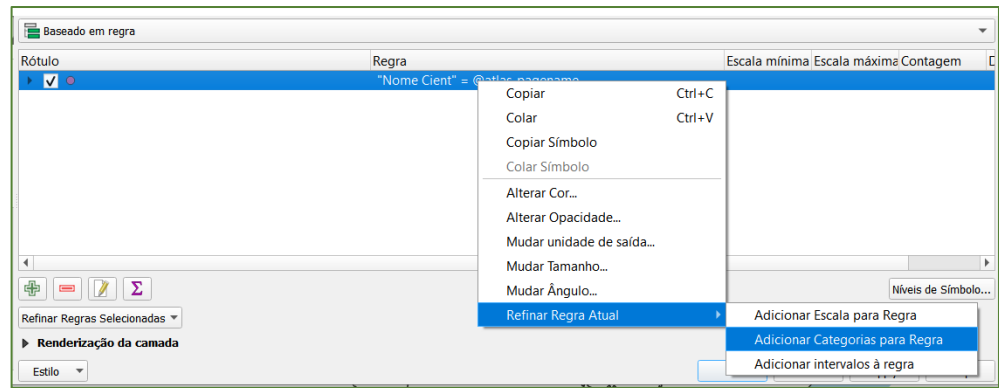 Baseado em regra
Rótulo Regra Escala mínima Escala máxima Contagem
"Nome Cient" = @atlas_pagename
Copiar Ctrl+C
Colar Ctrl+V
Copiar Símbolo
Colar Símbolo
Alterar Cor...
Alterar Opacidade...
Mudar unidade de saída...
Mudar Tamanho...
Mudar Ângulo...
Níveis de Símbolo...
Refinar Regras Selecionadas
Refinar Regra Atual
Adicionar Escala para Regra
Renderização da camada
Adicionar Categorias para Regra
Estilo
Adicionar intervalos à regra